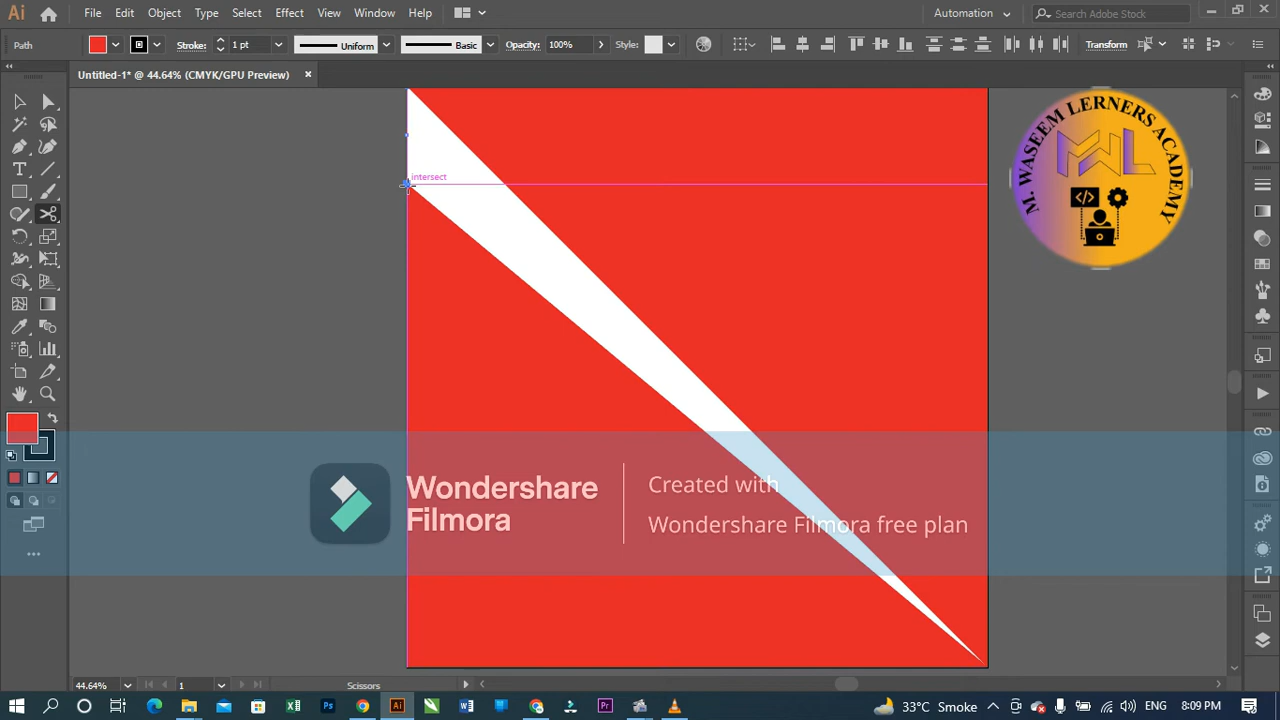 Ai File Edit Object Type Select Effect View Window Help Automation Search Adobe Stock
Path Stroke: 1 pt Uniform Basic Opacity: 100% Style: Transform
Untitled-1* @ 44.64% (CMYK/GPU Preview)
M. WASEEM LERNERS ACADEMY
MWL
intersect
Wondershare
Filmora
Created with
Wondershare Filmora free plan
44.64% 1 Scissors
33°C Smoke ENG 8:09 PM